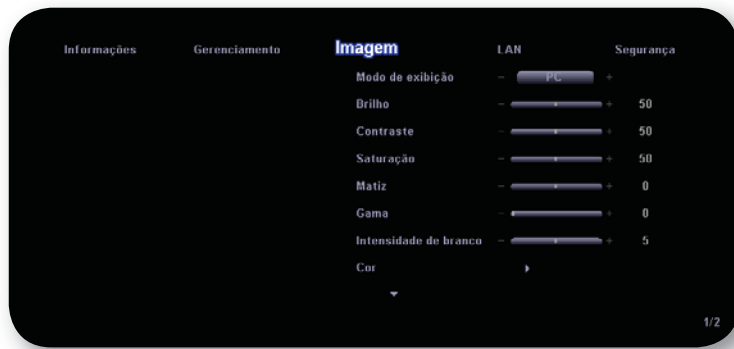 Informações Gerenciamento Imagem LAN Segurança
Modo de exibição - PC +
Brilho - + 50
Contraste - + 50
Saturação - + 50
Matiz - + 0
Gama - + 0
Intensidade de branco - + 5
Cor
1/2